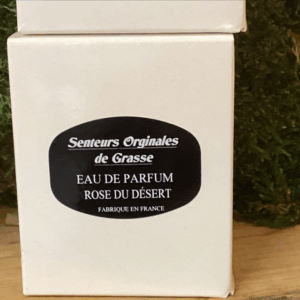 Senteurs Orginales
de Grasse
EAU DE PARFUM
ROSE DU DÉSERT
FABRIQUE EN FRANCE